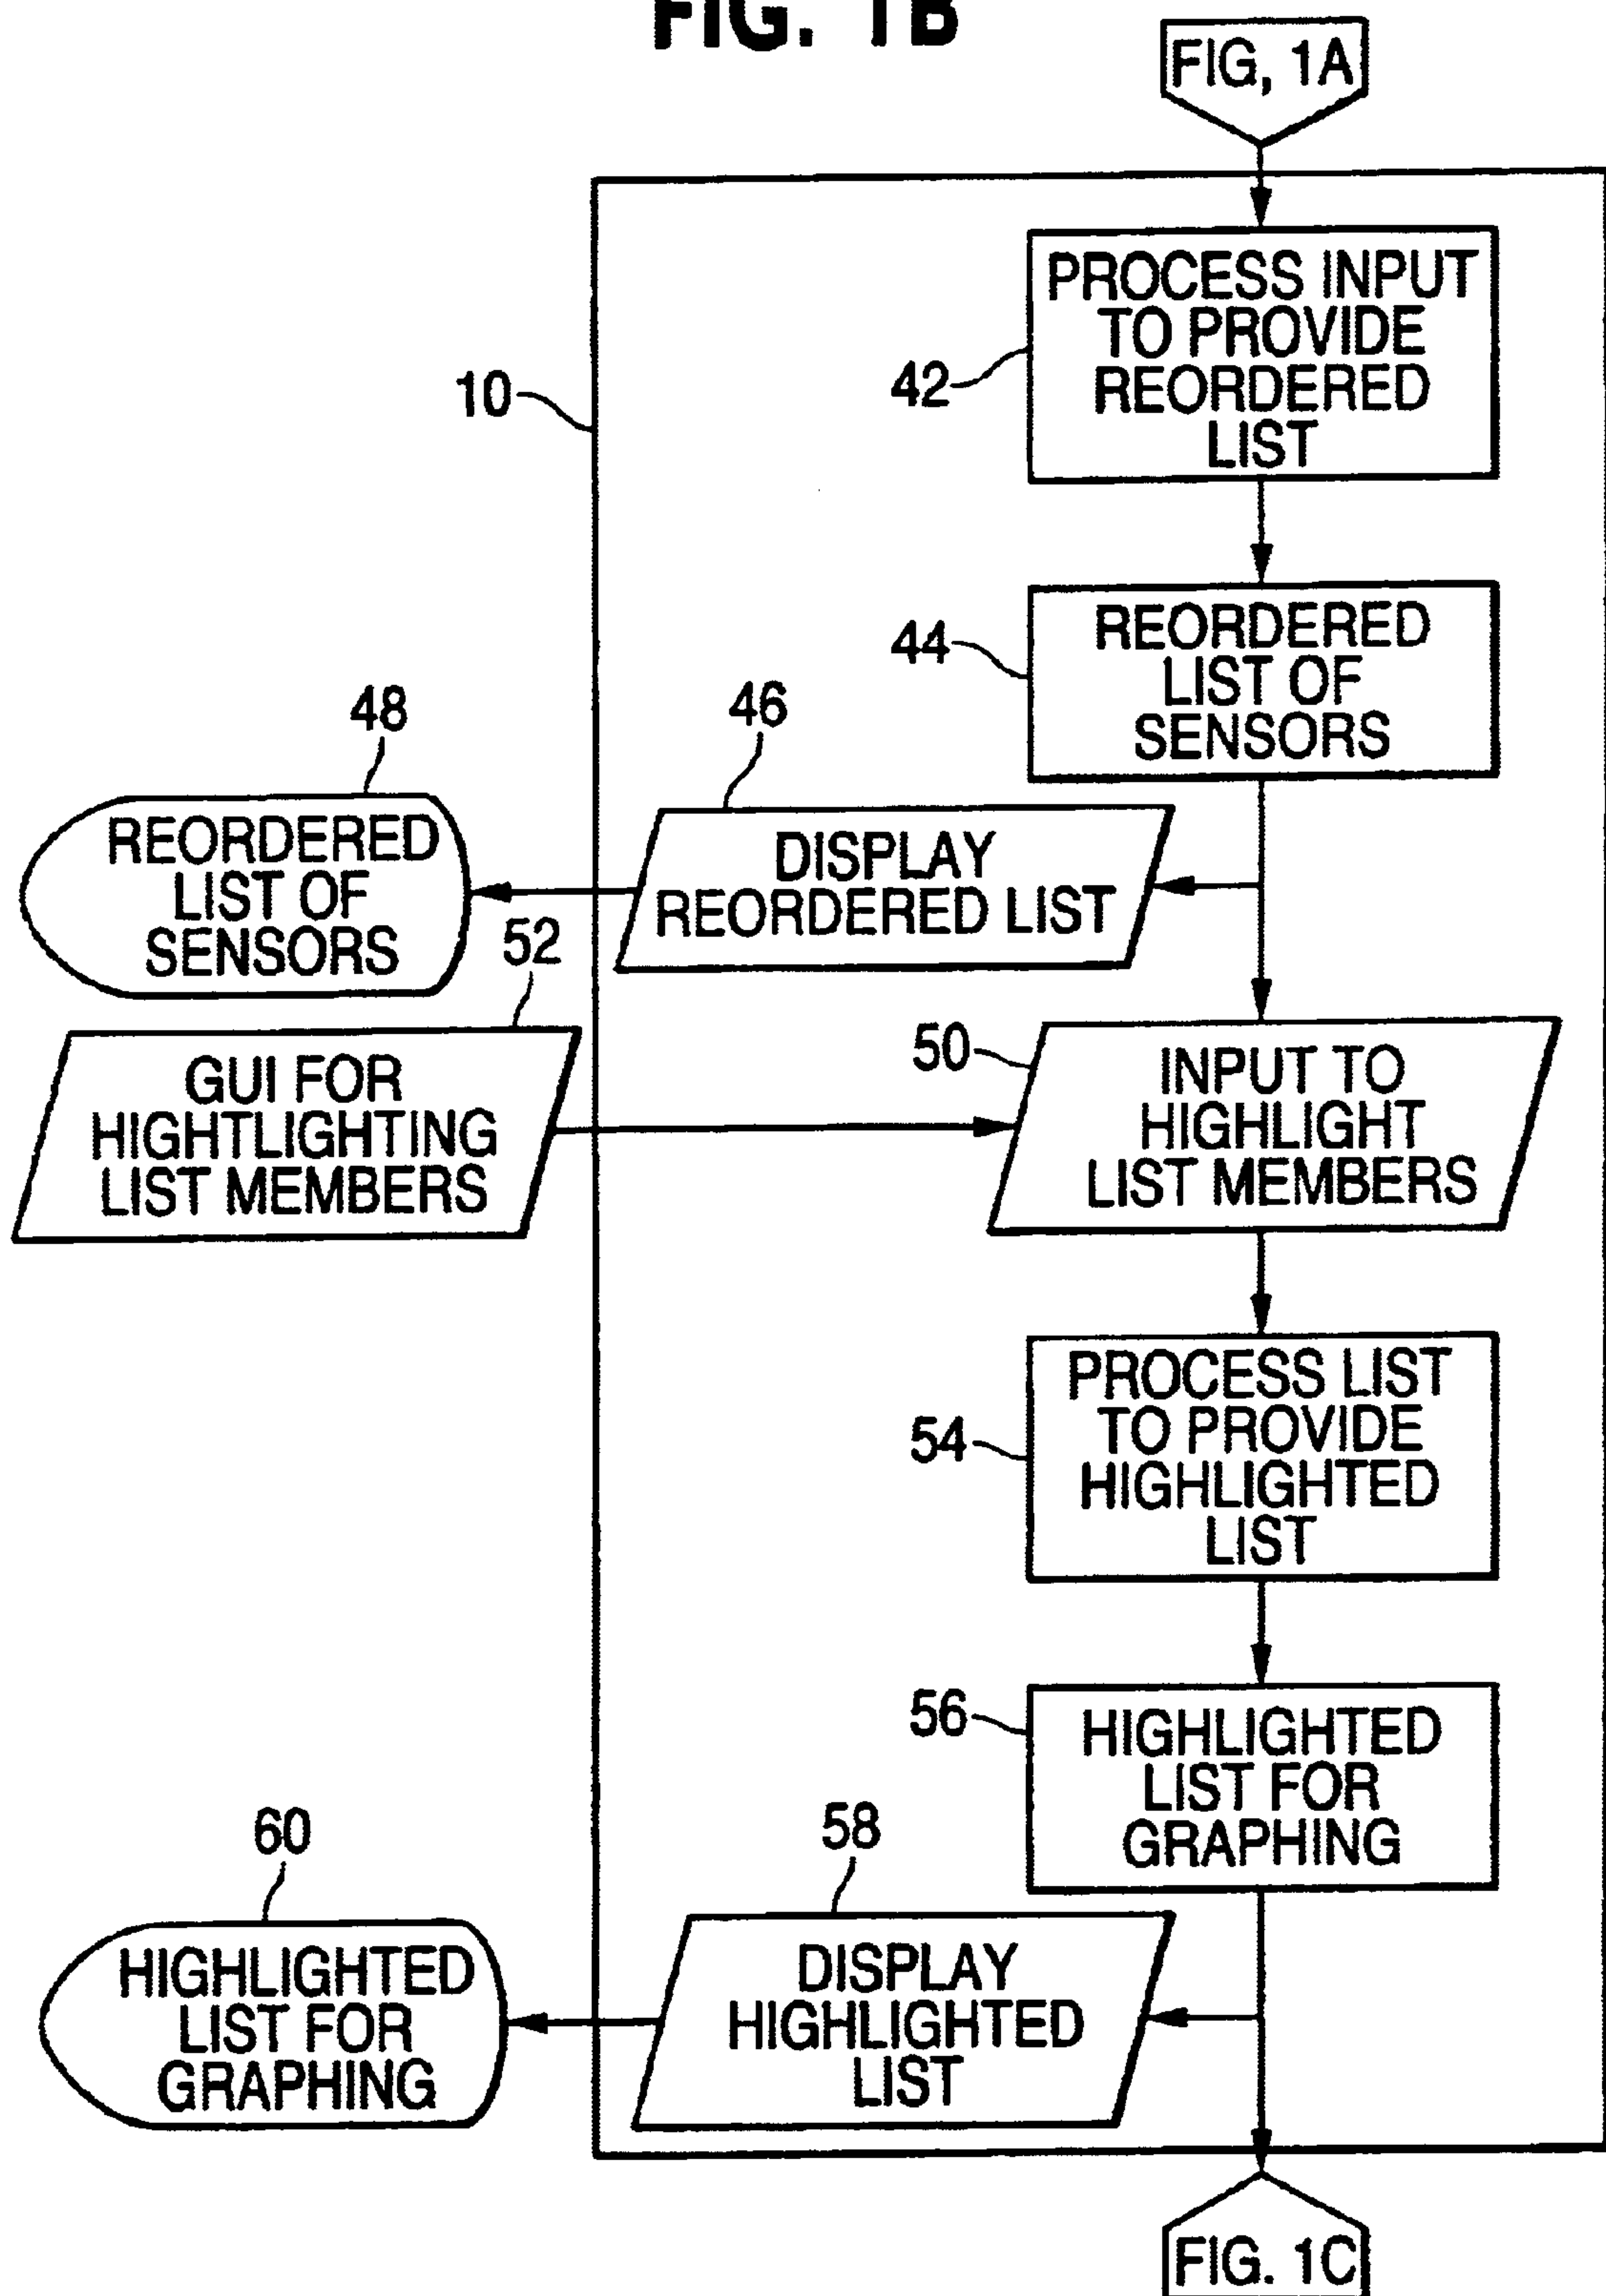 FIG. 1B
FIG, 1A
PROCESS INPUT
TO PROVIDE
REORDERED
LIST
42
10
REORDERED
LIST OF
SENSORS
44
46
48
DISPLAY
REORDERED LIST
REORDERED
LIST OF
SENSORS
52
GUI FOR
HIGHTLIGHTING
LIST MEMBERS
50
INPUT TO
HIGHLIGHT
LIST MEMBERS
PROCESS LIST
TO PROVIDE
HIGHLIGHTED
LIST
54
56
HIGHLIGHTED
LIST FOR
GRAPHING
58
60
DISPLAY
HIGHLIGHTED
LIST
HIGHLIGHTED
LIST FOR
GRAPHING
FIG. 1C